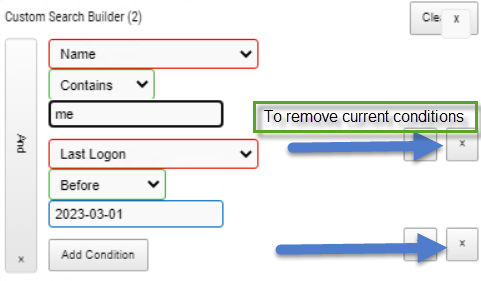 Custom Search Builder (2)
x
Name
Contains
me
To remove current conditions
And
Last Logon
x
Before
2023-03-01
Add Condition
x
x